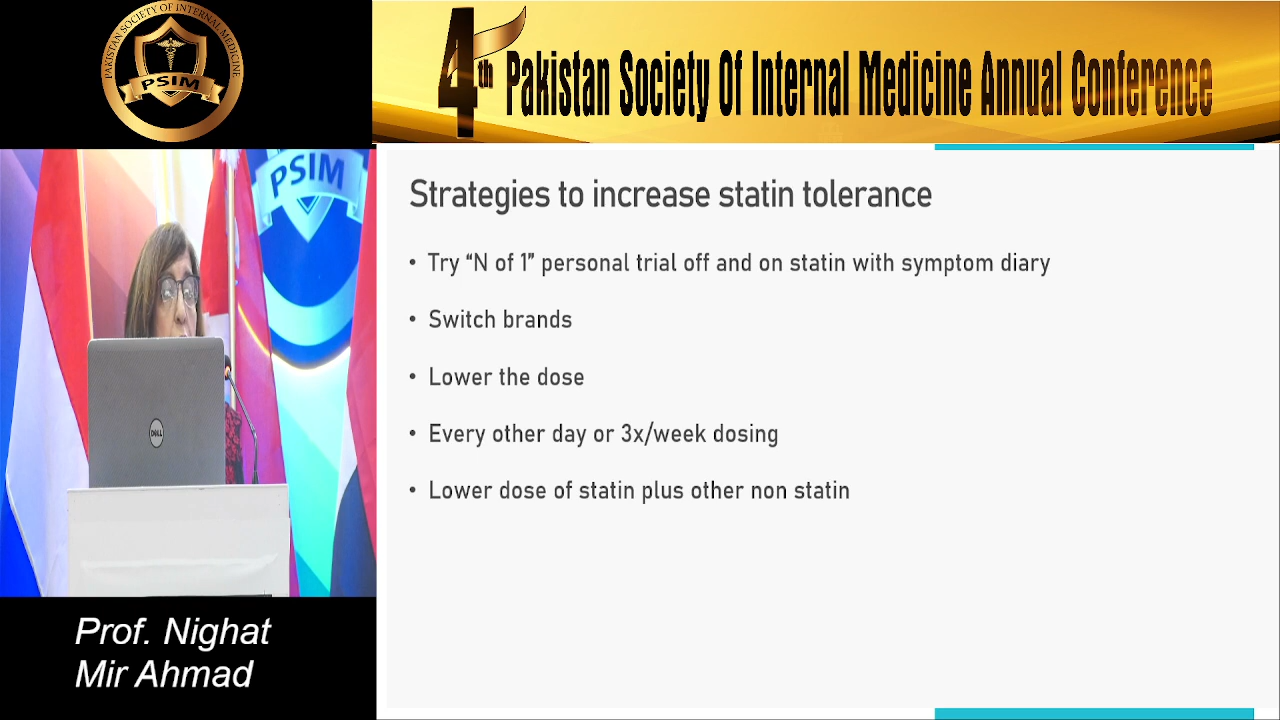 PAKISTAN SOCIETY OF INTERNAL MEDICINE
PSIM
4th Pakistan Society Of Internal Medicine Annual Conference
PSIM
DELL
Strategies to increase statin tolerance
• Try “N of 1” personal trial off and on statin with symptom diary
• Switch brands
• Lower the dose
• Every other day or 3x/week dosing
• Lower dose of statin plus other non statin
Prof. Nighat
Mir Ahmad